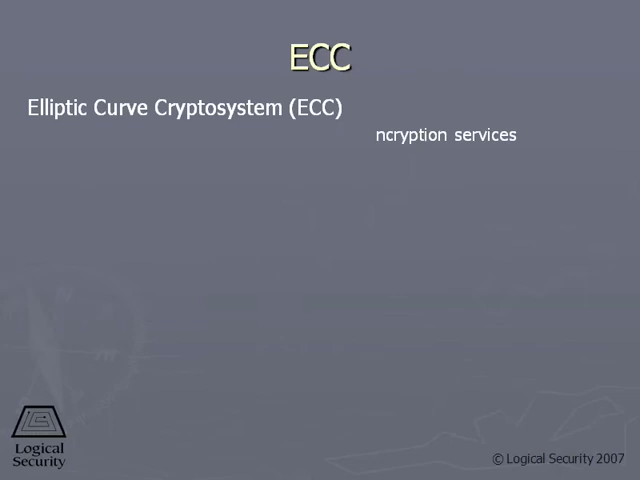 ECC
Elliptic Curve Cryptosystem (ECC)
ncryption services
Logical
Security
© Logical Security 2007